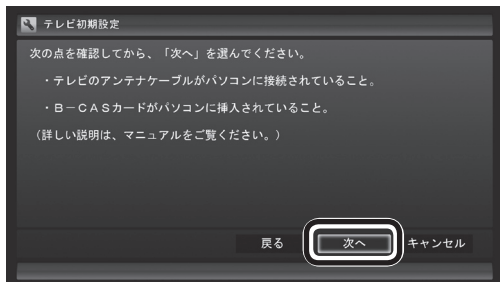 テレビ初期設定
次の点を確認してから、「次へ」を選んでください。
・テレビのアンテナケーブルがパソコンに接続されていること。
・B－CASカードがパソコンに挿入されていること。
（詳しい説明は、マニュアルをご覧ください。）
戻る 次へ キャンセル